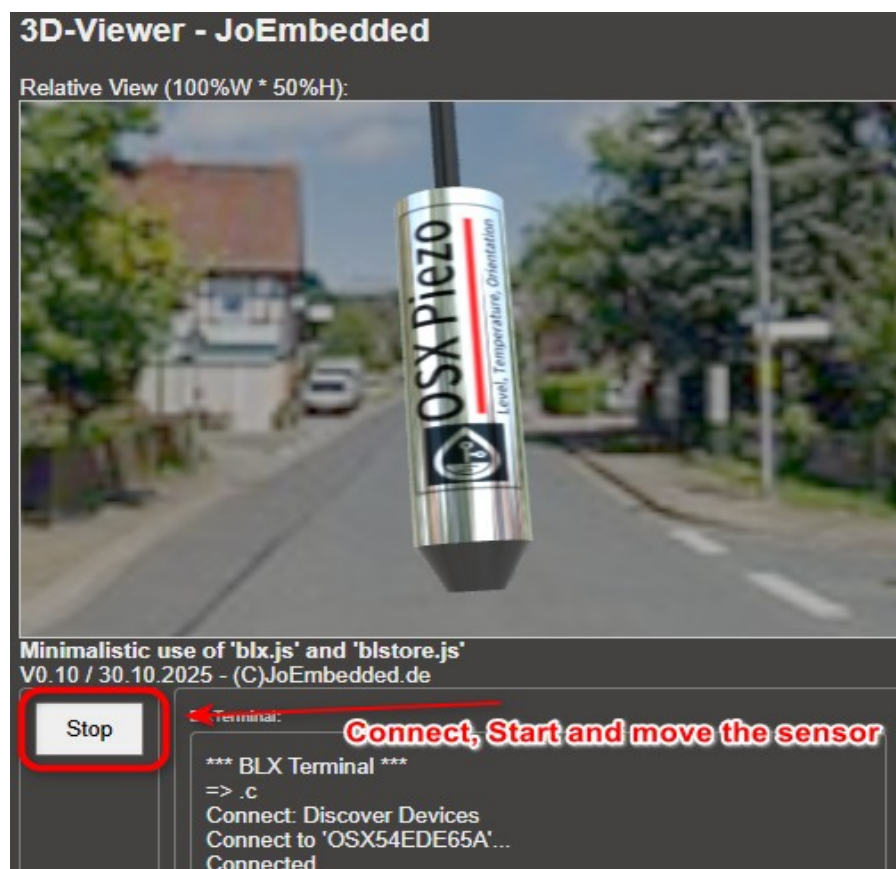 3D-Viewer - JoEmbedded
Relative View (100%W * 50%H):
OSX Piezo
Level, Temperature, Orientation
Minimalistic use of 'blx.js' and 'blstore.js'
V0.10 / 30.10.2025 - (C)JoEmbedded.de
Stop
Terminal:
Connect, Start and move the sensor
*** BLX Terminal ***
=> .c
Connect: Discover Devices
Connect to 'OSX54EDE65A'...
Connected